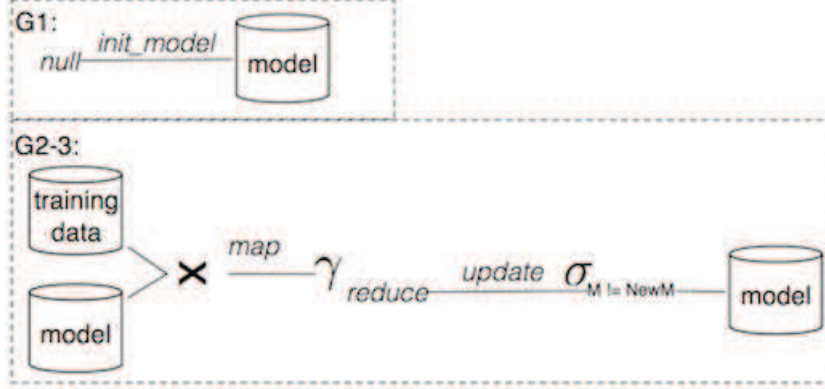 G1:
null init_model model
G2-3:
training
data
model
X map γ reduce update σ M != NewM model